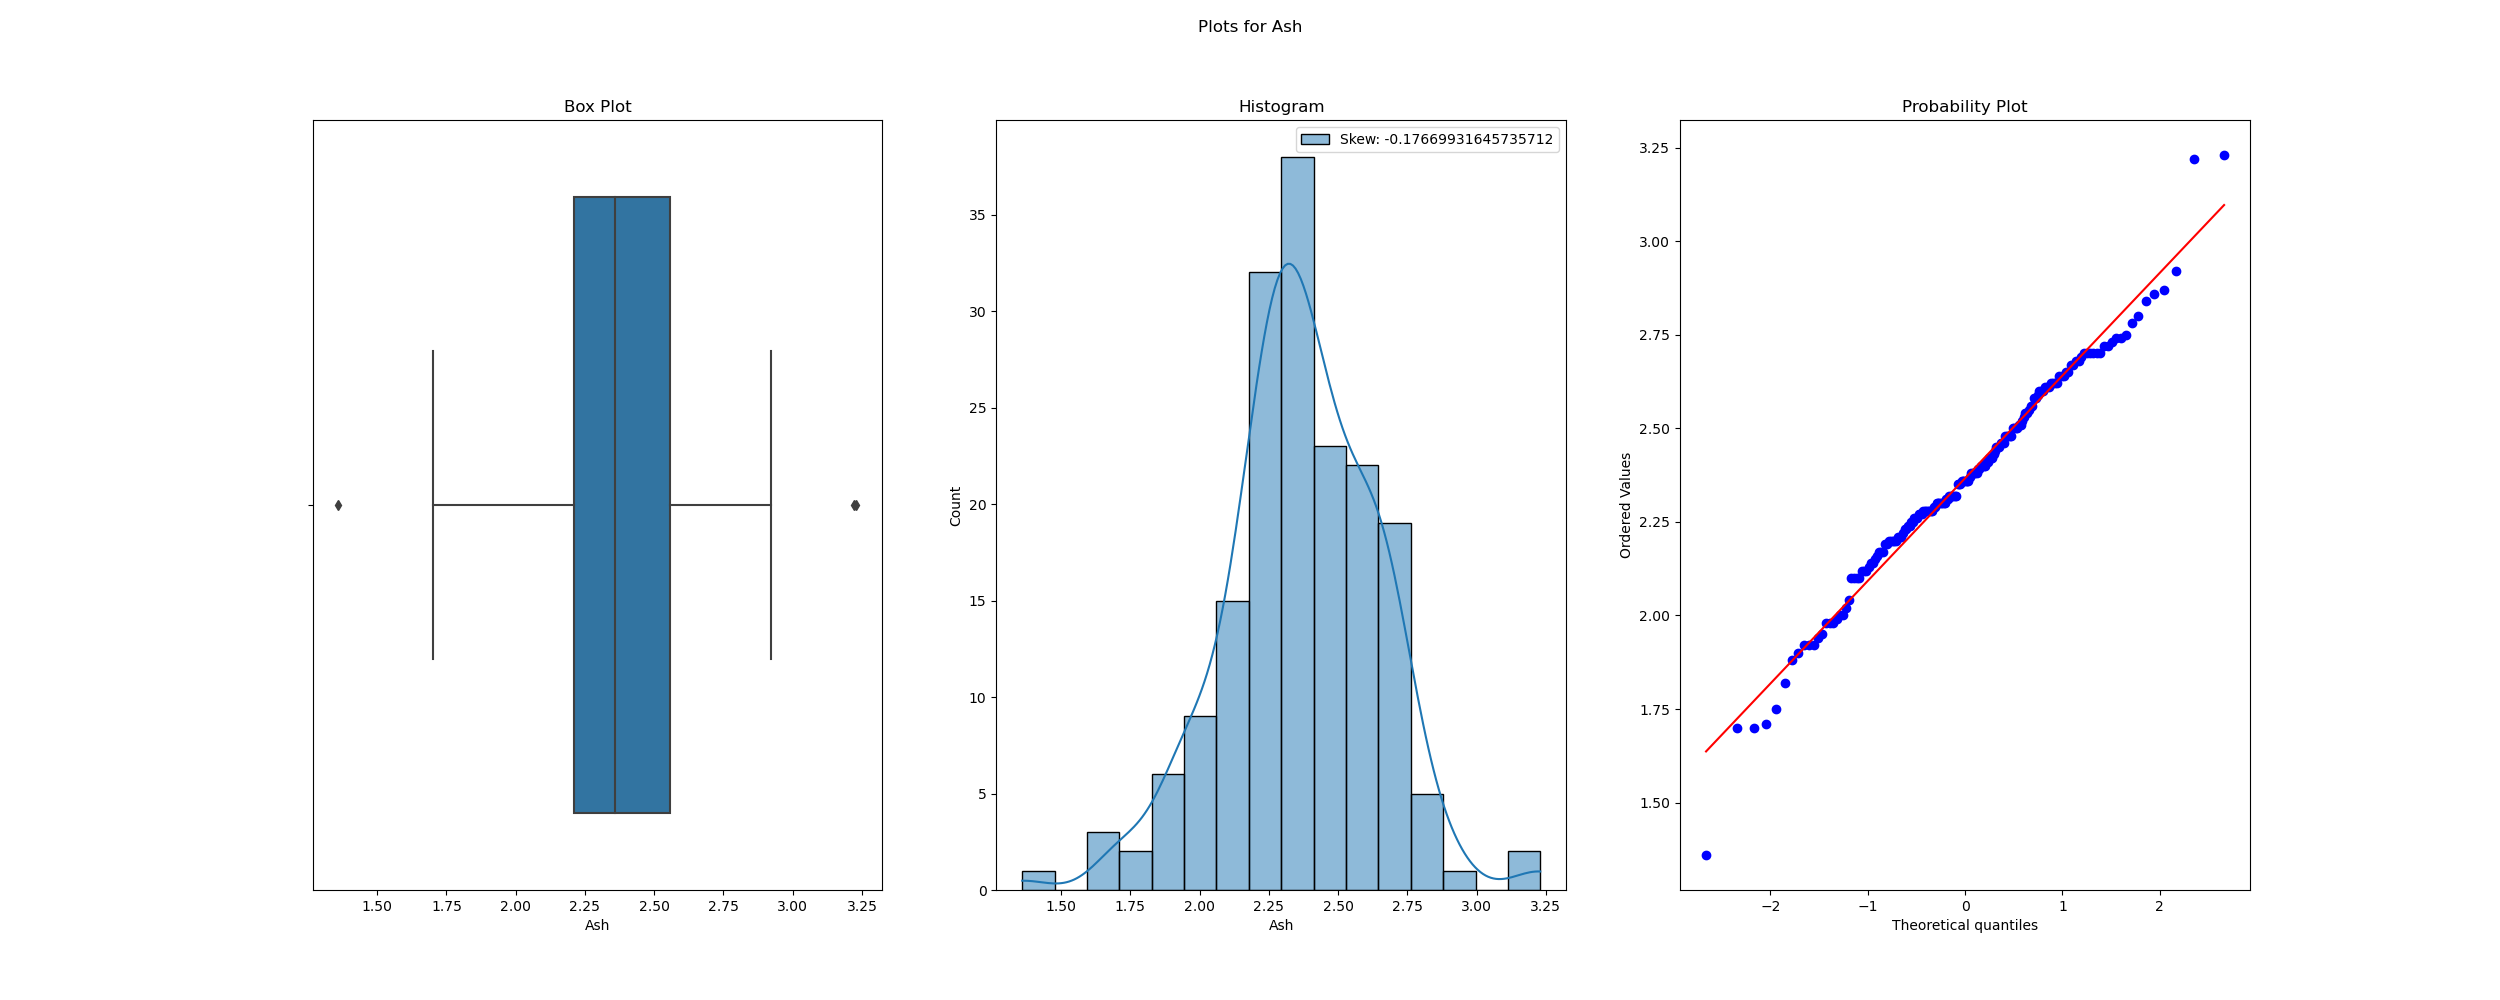 Plots for Ash
Box Plot
1.50 1.75 2.00 2.25 2.50 2.75 3.00 3.25
Ash
Histogram
Skew: -0.17669931645735712
Count
35
30
25
20
15
10
5
0
1.50 1.75 2.00 2.25 2.50 2.75 3.00 3.25
Ash
Probability Plot
Ordered Values
3.25
3.00
2.75
2.50
2.25
2.00
1.75
1.50
−2 −1 0 1 2
Theoretical quantiles